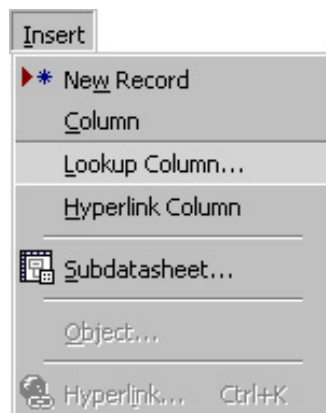 Insert
New Record
Column
Lookup Column...
Hyperlink Column
Subdatasheet...
Object...
Hyperlink... Ctrl+K